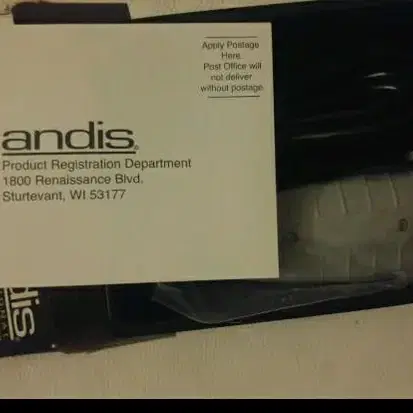 Apply Postage
Here.
Post Office will
not deliver
without postage.
andis®
Product Registration Department
1800 Renaissance Blvd.
Sturtevant, WI 53177
dis